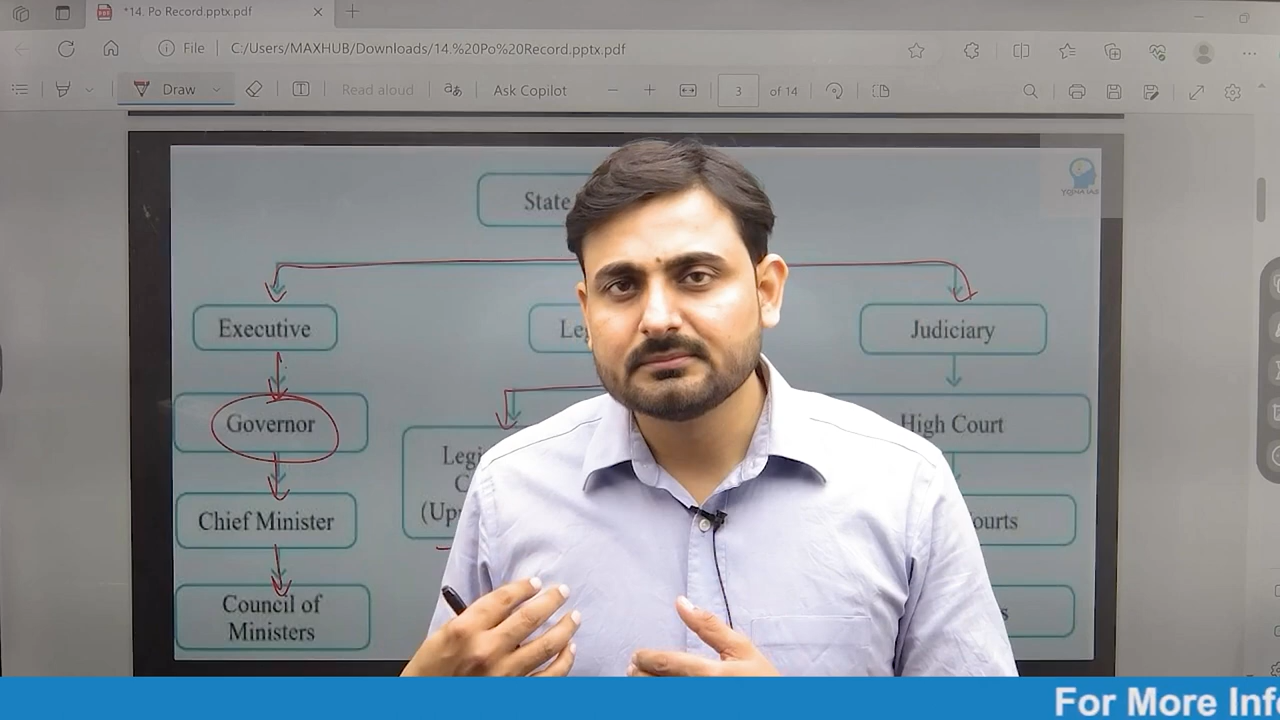 *14. Po Record.pptx.pdf
File
C:/Users/MAXHUB/Downloads/14.%20Po%20Record.pptx.pdf
Draw
Read aloud
Ask Copilot
3
of 14
State
Executive
Judiciary
Governor
High Court
Chief Minister
Council of
Ministers
For More